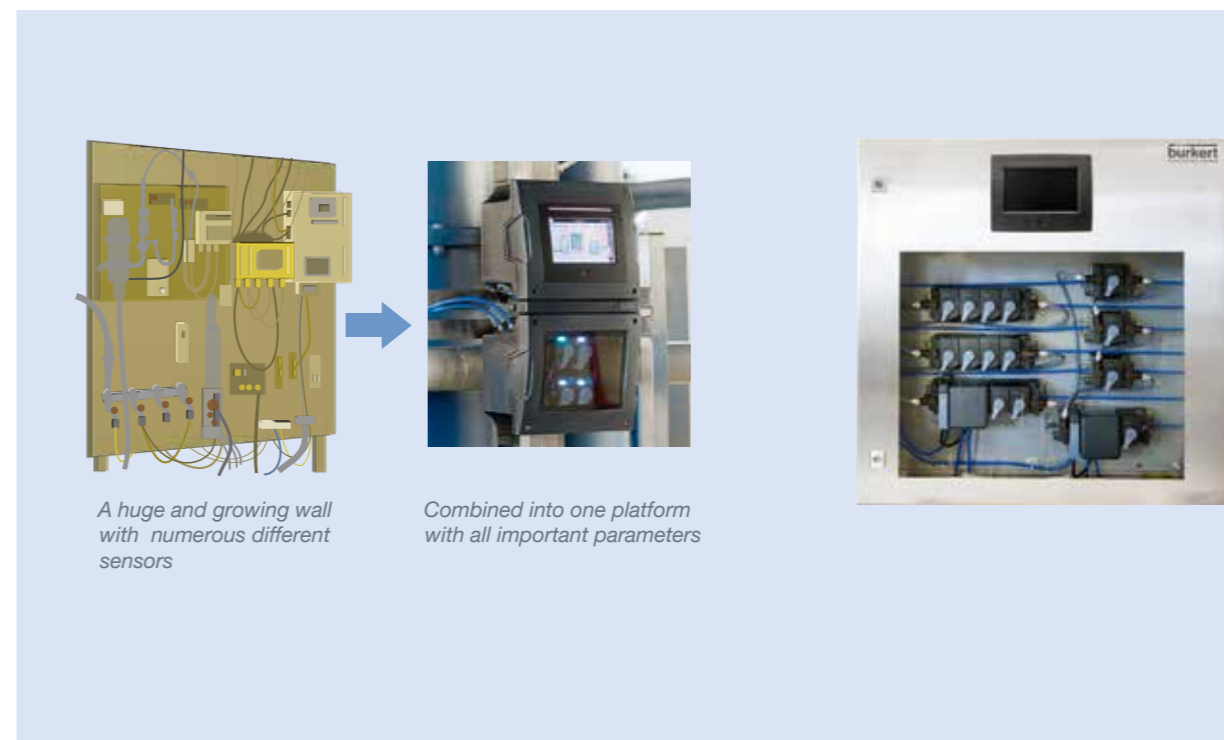 burkert
A huge and growing wall
with numerous different
sensors
Combined into one platform
with all important parameters